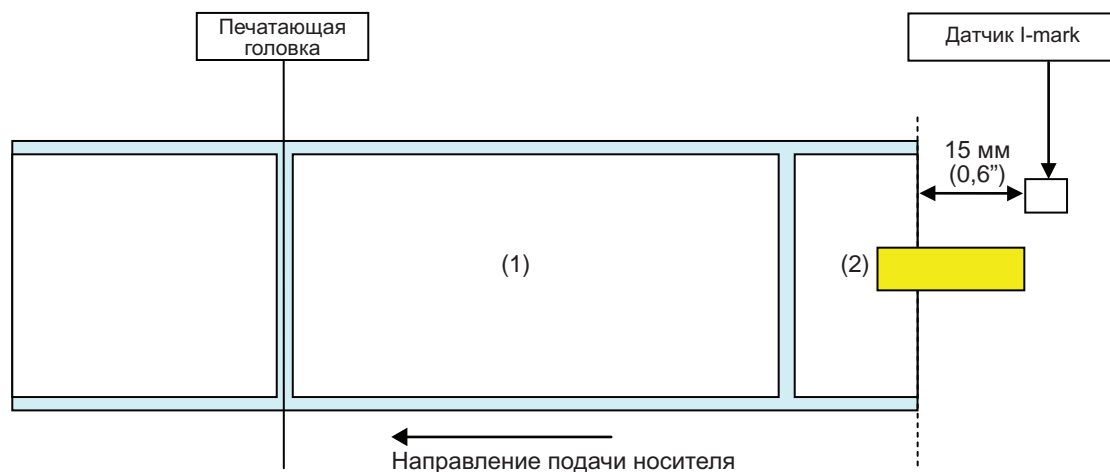 Печатающая
головка
Датчик I-mark
15 мм
(0,6”)
(1)
(2)
Направление подачи носителя